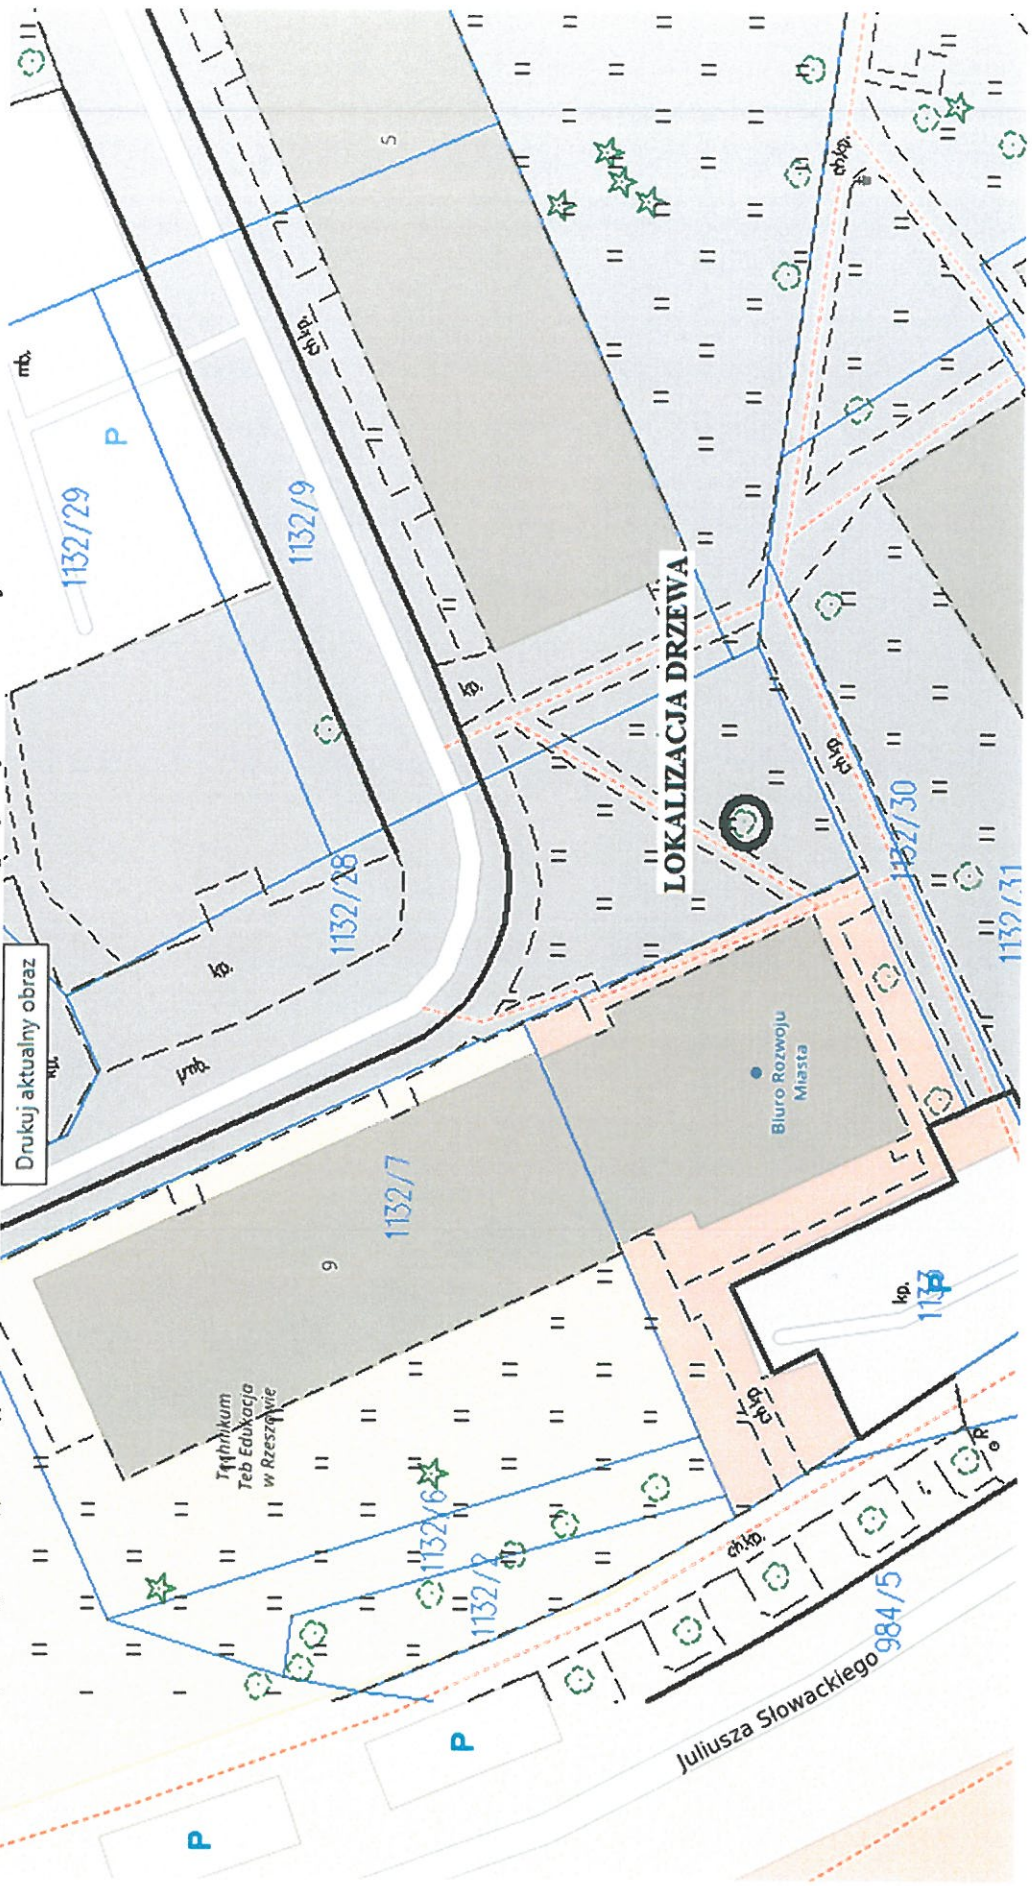 Drukuj aktualny obraz
mb.
P
1132/29
1132/9
ch.kp.
5
1132/28
kp.
kp.
kp.
LOKALIZACJA DRZEWA
ch.kp.
1132/30
1132/31
1132/7
9
Biuro Rozwoju
Miasta
Technikum
Teb Edukacja
w Rzeszowie
1132/6
1132/2
ch.kp.
kp.
1133
P
ch.kp.
R
984/5
Juliusza Słowackiego
P
P